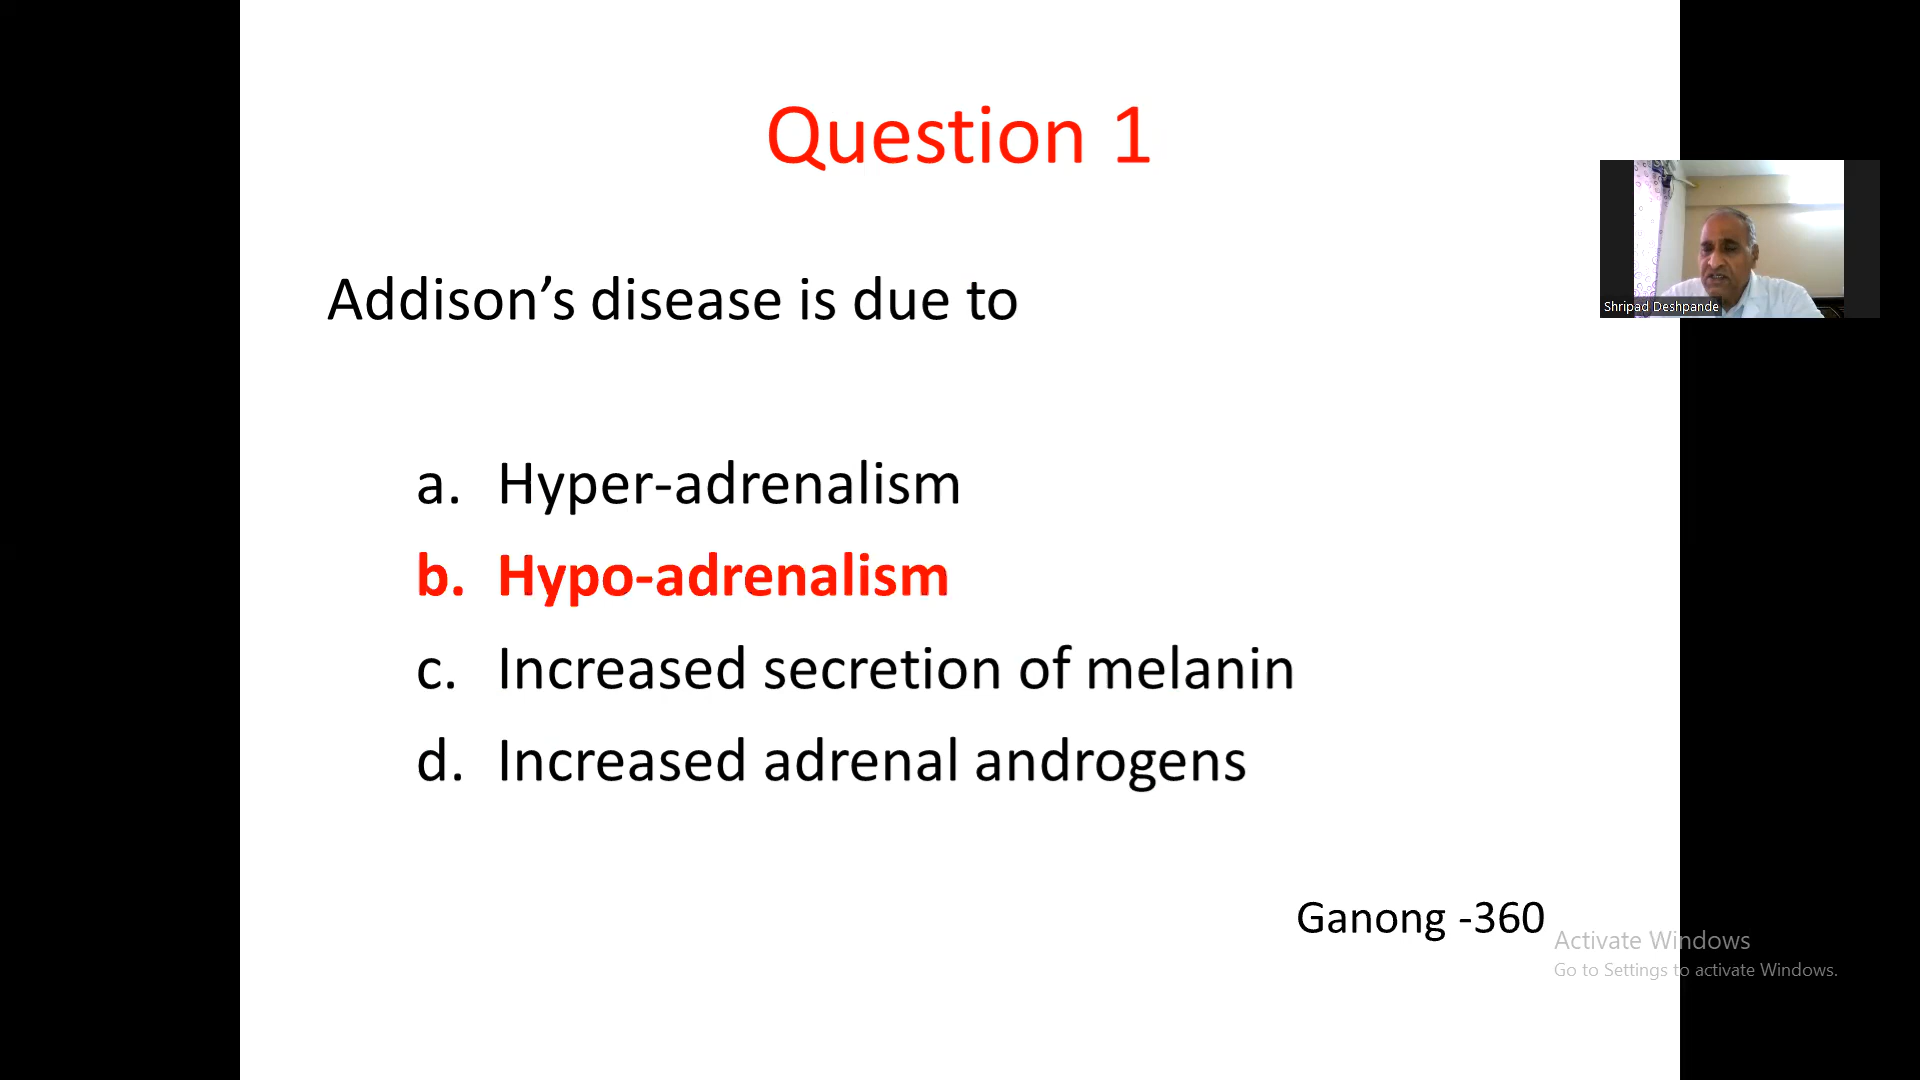 Question 1
Addison’s disease is due to
a. Hyper-adrenalism
b. Hypo-adrenalism
c. Increased secretion of melanin
d. Increased adrenal androgens
Ganong -360
Shripad Deshpande
Activate Windows
Go to Settings to activate Windows.